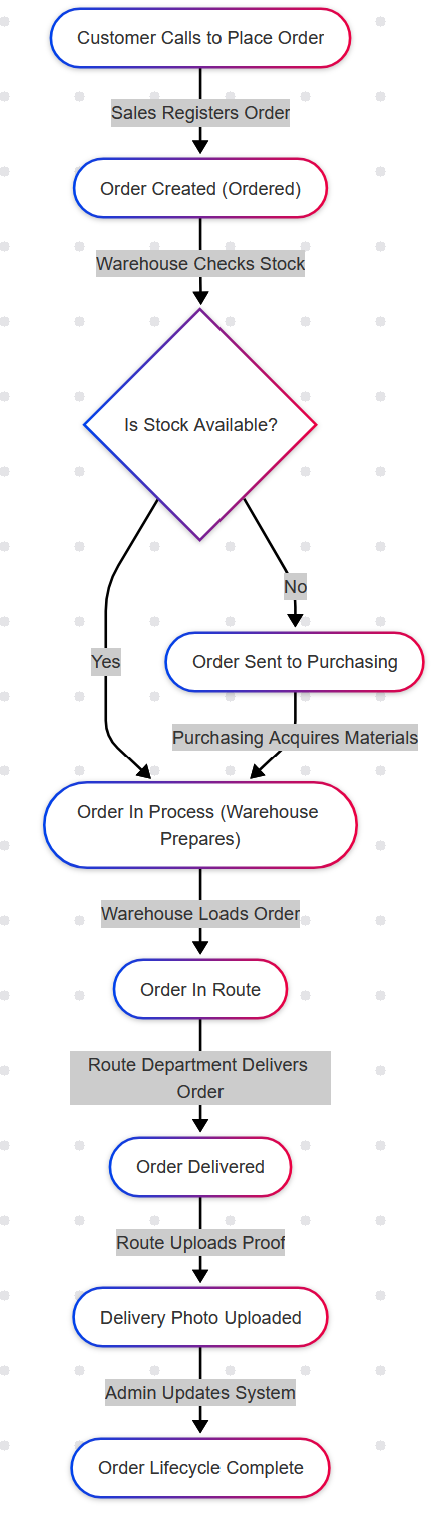 Customer Calls to Place Order
Sales Registers Order
Order Created (Ordered)
Warehouse Checks Stock
Is Stock Available?
No
Yes
Order Sent to Purchasing
Purchasing Acquires Materials
Order In Process (Warehouse
Prepares)
Warehouse Loads Order
Order In Route
Route Department Delivers
Order
Order Delivered
Route Uploads Proof
Delivery Photo Uploaded
Admin Updates System
Order Lifecycle Complete